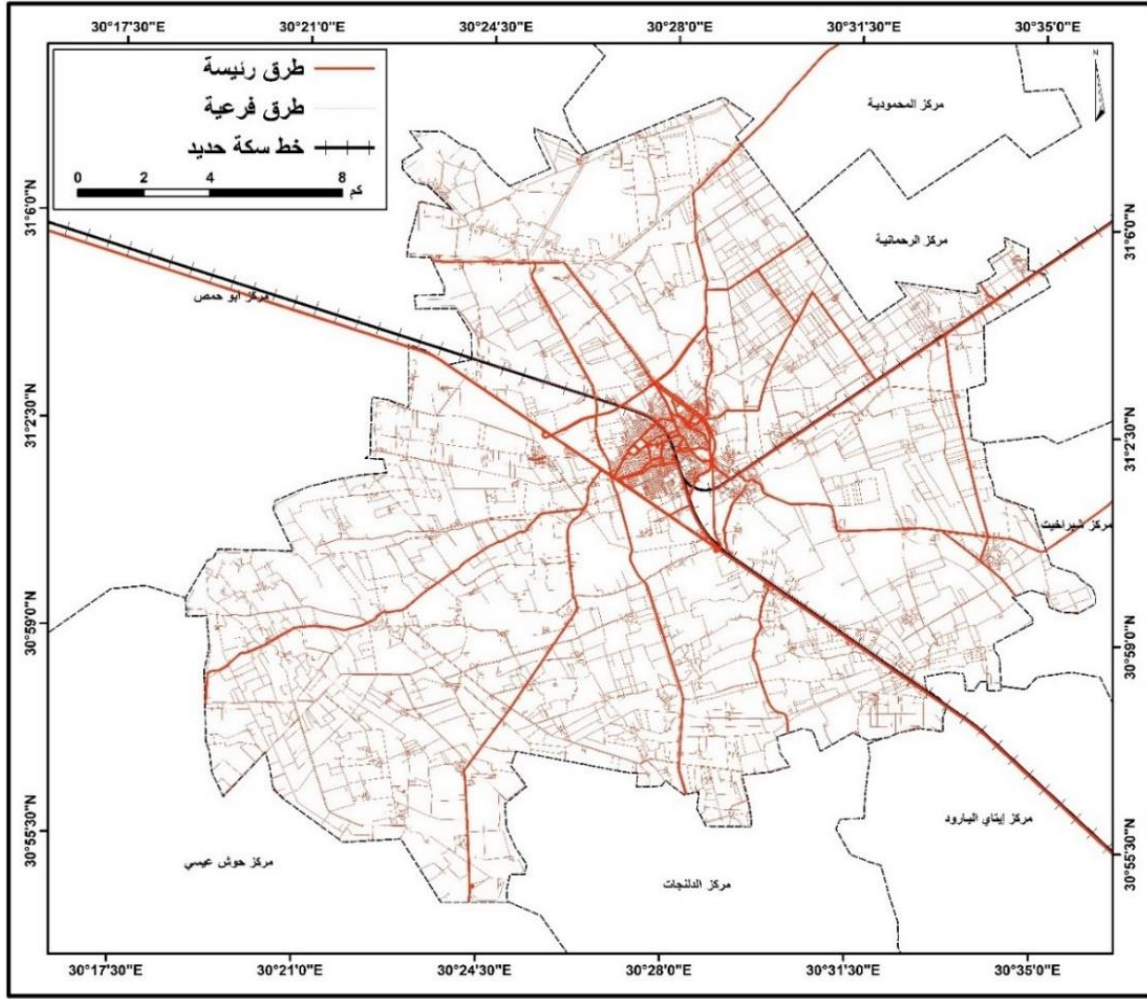 30°17'30"E 30°21'0"E 30°24'30"E 30°28'0"E 30°31'30"E 30°35'0"E
طرق رئيسة
طرق فرعية
خط سكة حديد
0 2 4 8 كم
N
مركز المحمودية
مركز الرحمانية
31°6'0"N 31°6'0"N
مركز ابو حمص
31°2'30"N 31°2'30"N
مركز شبراخيت
30°59'0"N 30°59'0"N
مركز إيتاي البارود
30°55'30"N 30°55'30"N
مركز حوش عيسي
مركز الدلنجات
30°17'30"E 30°21'0"E 30°24'30"E 30°28'0"E 30°31'30"E 30°35'0"E